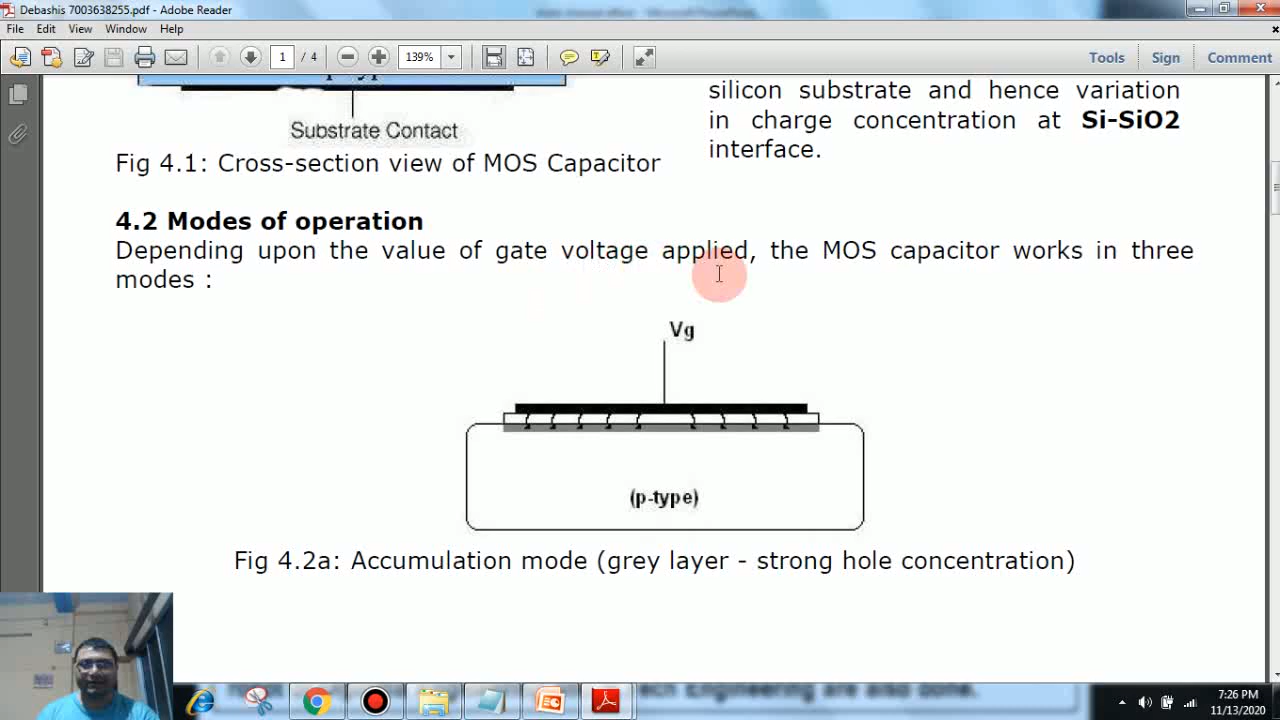 Debashis 7003638255.pdf - Adobe Reader
File Edit View Window Help
1 / 4 139% Tools Sign Comment
silicon substrate and hence variation
in charge concentration at Si-SiO2
interface.
Substrate Contact
Fig 4.1: Cross-section view of MOS Capacitor
4.2 Modes of operation
Depending upon the value of gate voltage applied, the MOS capacitor works in three
modes :
Vg
(p-type)
Fig 4.2a: Accumulation mode (grey layer - strong hole concentration)
Engineering are also done.
7:26 PM
11/13/2020